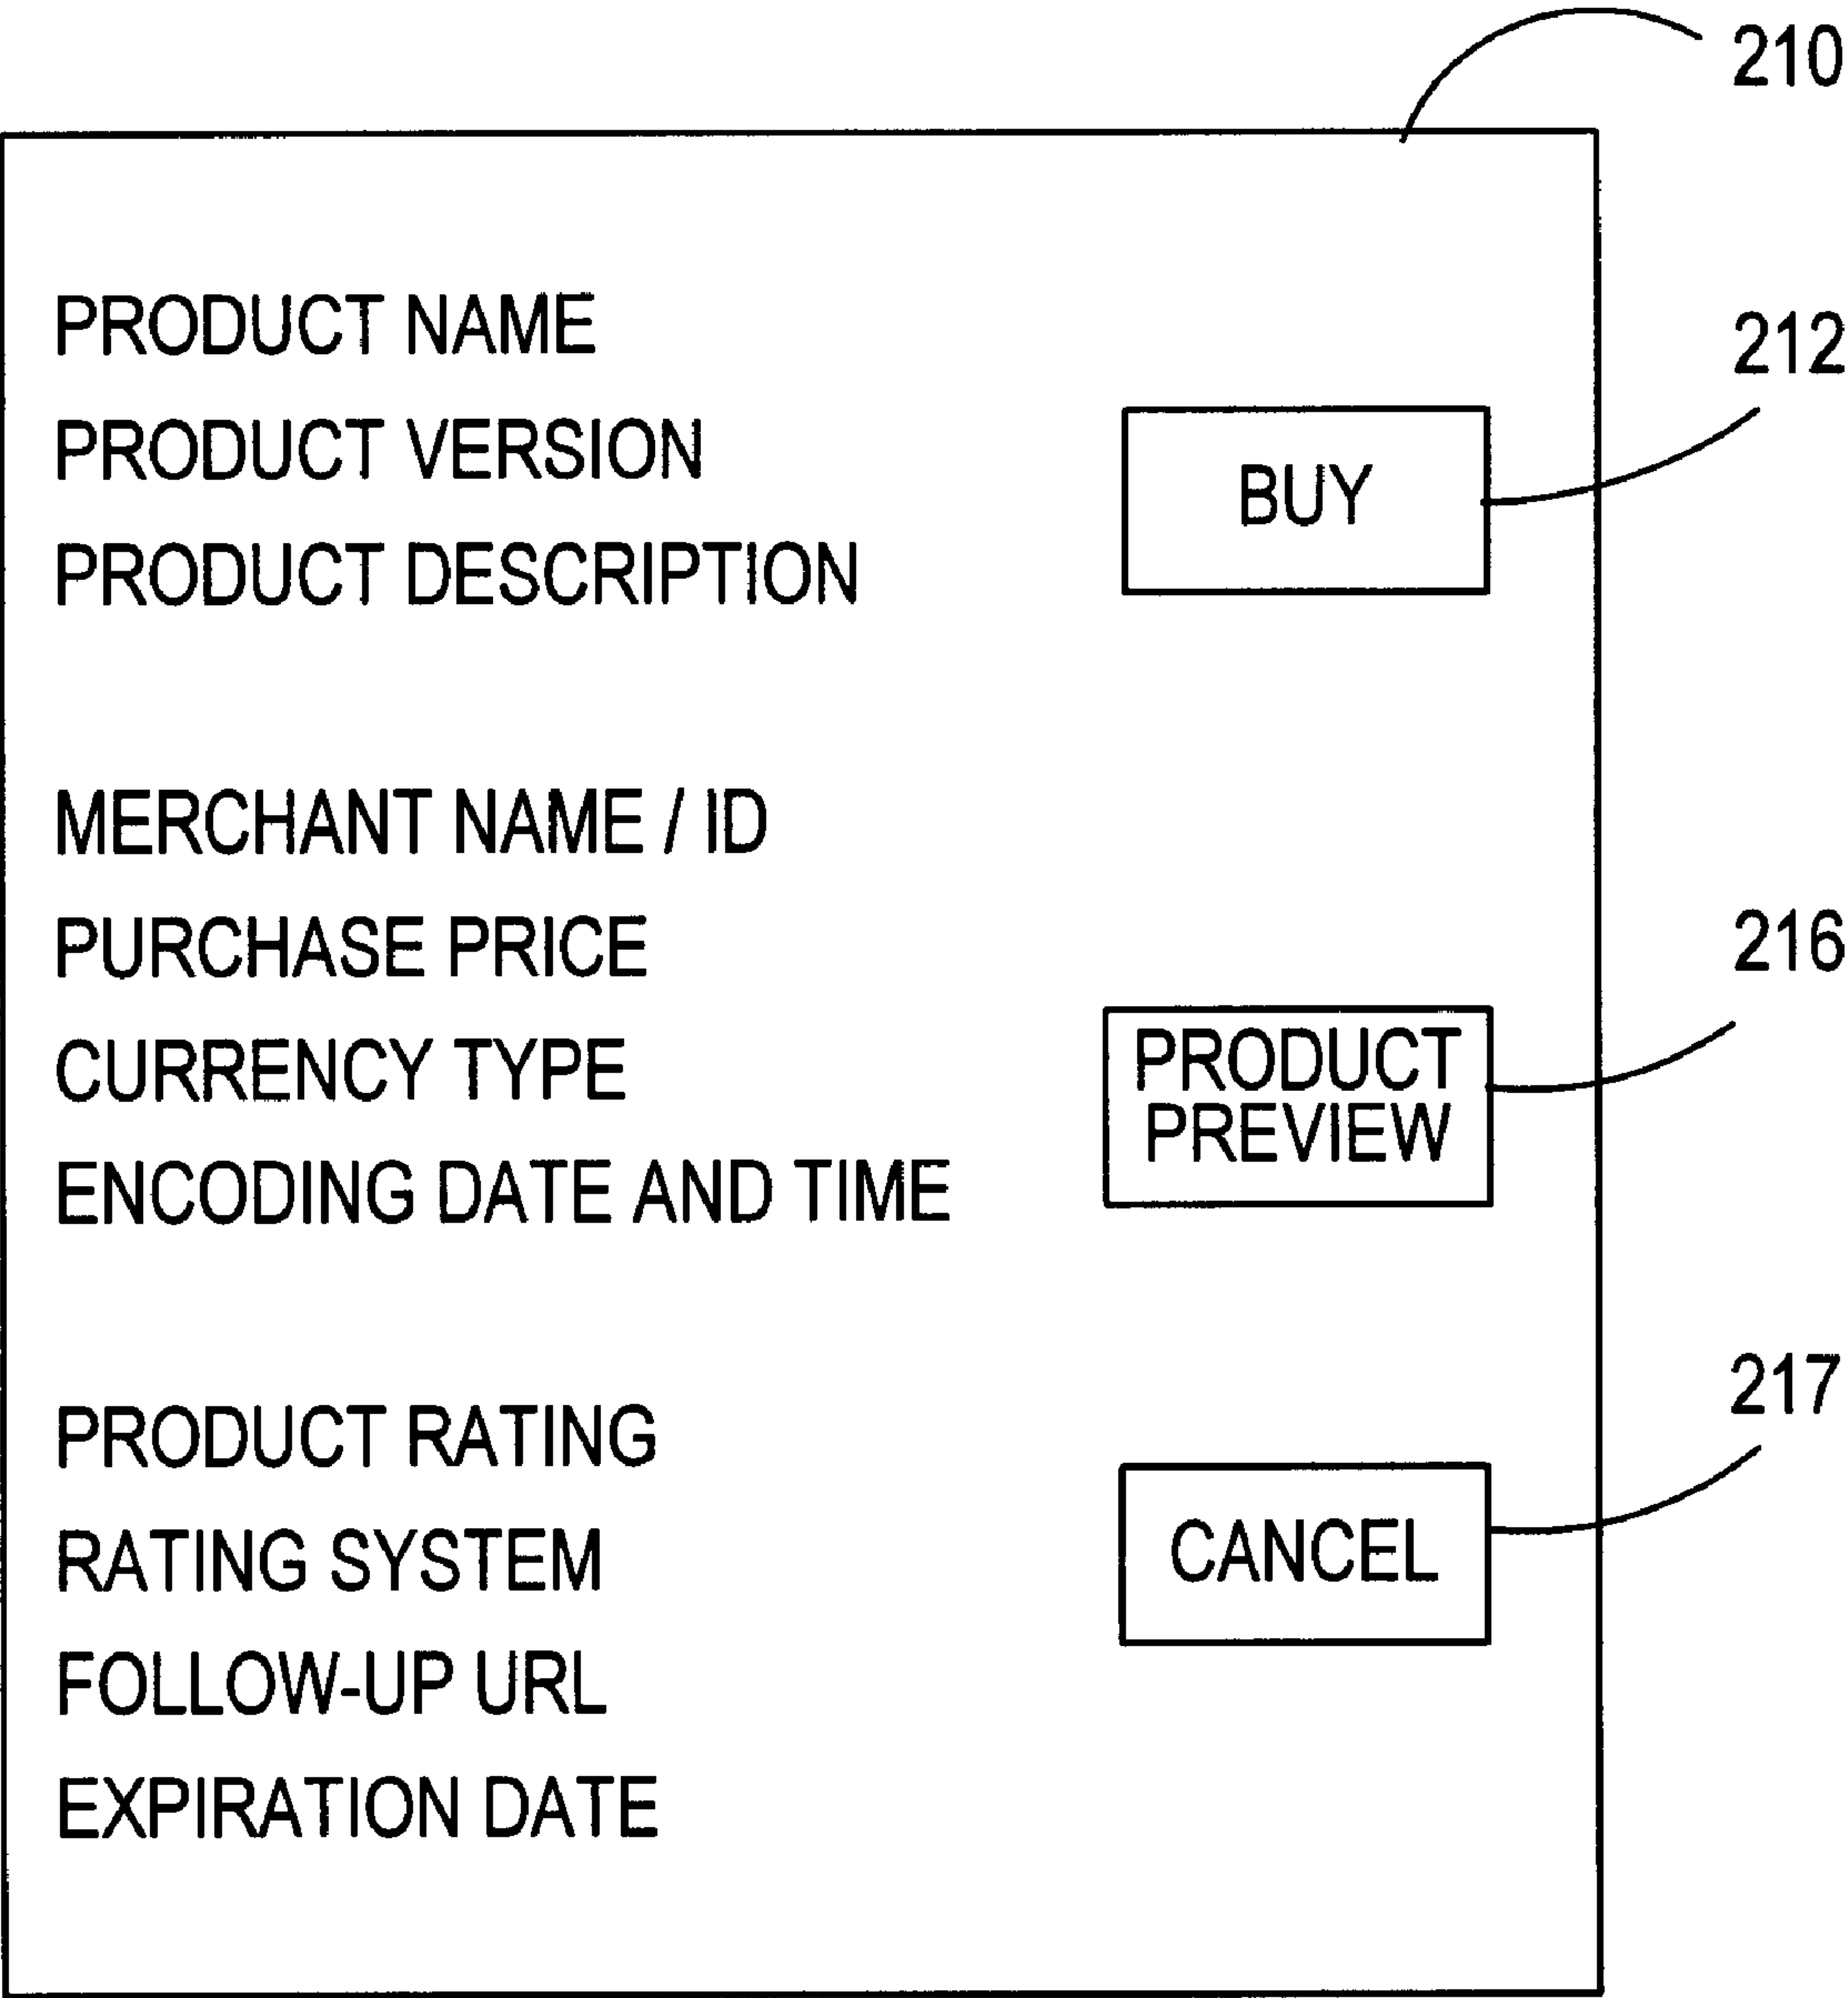 210
PRODUCT NAME
212
PRODUCT VERSION
BUY
PRODUCT DESCRIPTION
MERCHANT NAME / ID
PURCHASE PRICE
216
CURRENCY TYPE
PRODUCT
PREVIEW
ENCODING DATE AND TIME
217
PRODUCT RATING
RATING SYSTEM
CANCEL
FOLLOW-UP URL
EXPIRATION DATE